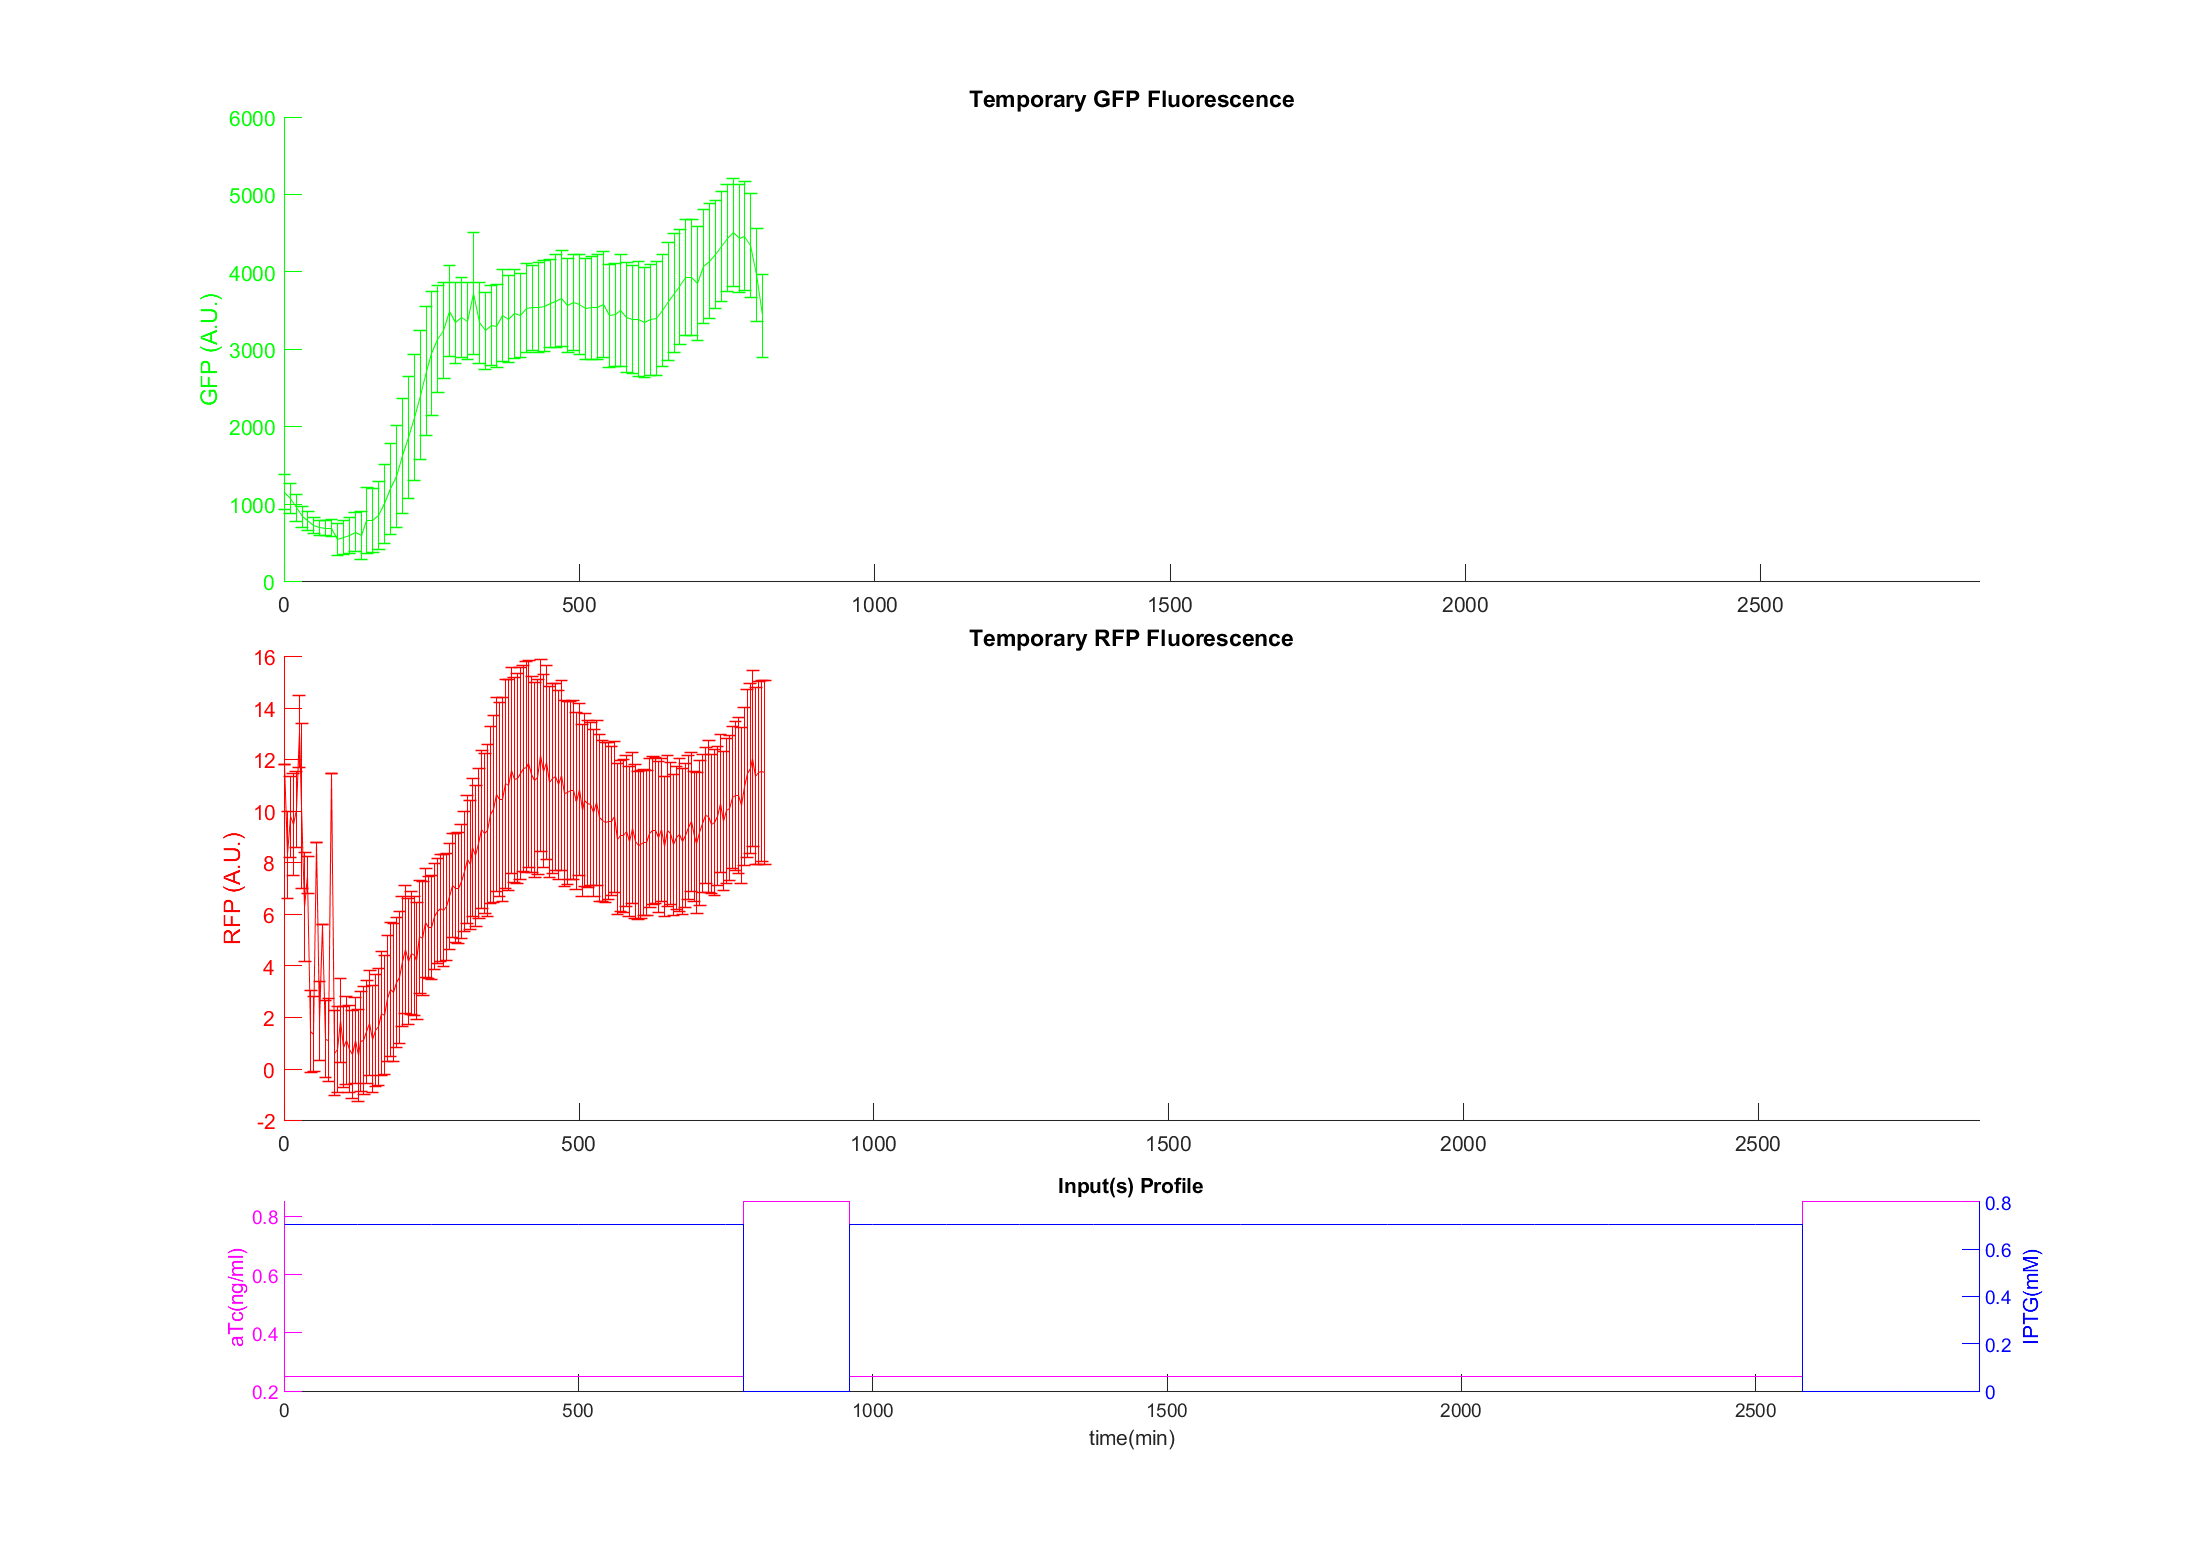 Temporary GFP Fluorescence
6000
5000
4000
3000
2000
1000
0
GFP (A.U.)
0 500 1000 1500 2000 2500
Temporary RFP Fluorescence
16
14
12
10
8
6
4
2
0
-2
RFP (A.U.)
0 500 1000 1500 2000 2500
Input(s) Profile
0.8
0.6
0.4
0.2
aTc(ng/ml)
0.8
0.6
0.4
0.2
0
IPTG(mM)
0 500 1000 1500 2000 2500
time(min)